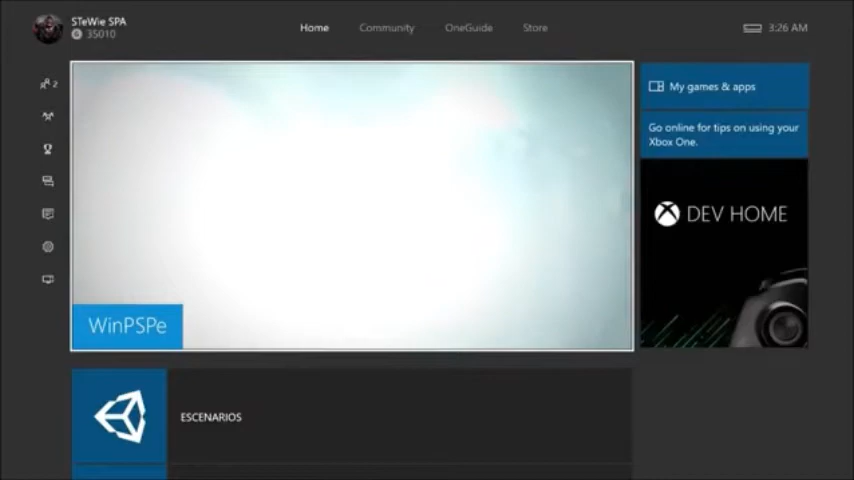 STeWie SPA
G 35010
Home
Community
OneGuide
Store
3:26 AM
2
My games & apps
Go online for tips on using your
Xbox One.
DEV HOME
WinPSPe
ESCENARIOS